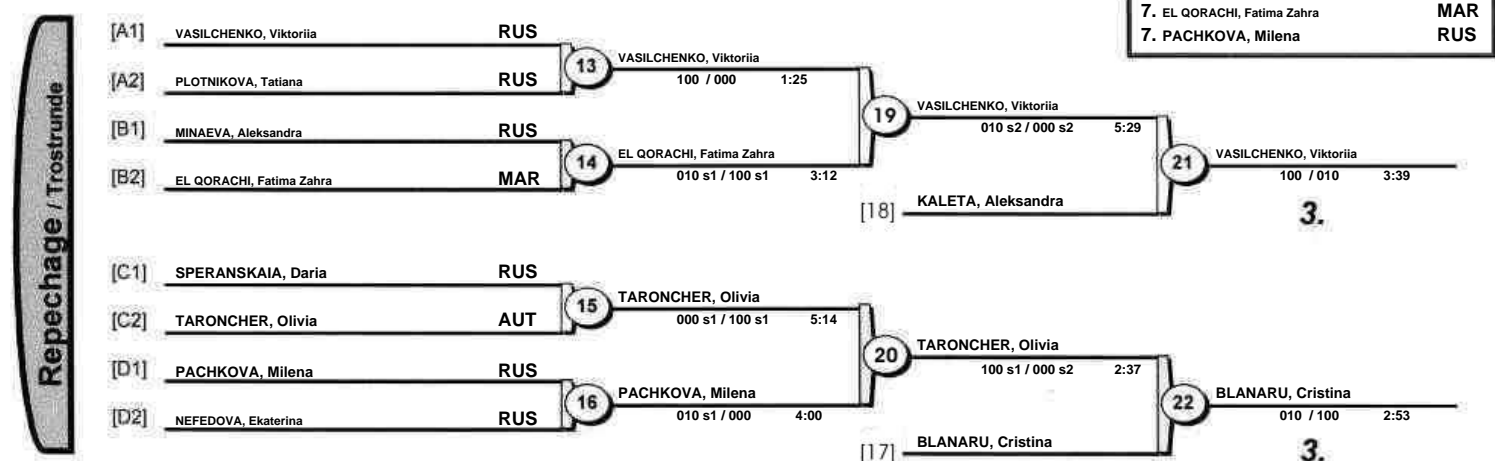 7. EL QORACHI, Fatima Zahra MAR
7. PACHKOVA, Milena RUS
Repechage / Trostrunde
[A1] VASILCHENKO, Viktoriia RUS
[A2] PLOTNIKOVA, Tatiana RUS
13 VASILCHENKO, Viktoriia
100 / 000 1:25
[B1] MINAEVA, Aleksandra RUS
[B2] EL QORACHI, Fatima Zahra MAR
14 EL QORACHI, Fatima Zahra
010 s1 / 100 s1 3:12
19 VASILCHENKO, Viktoriia
010 s2 / 000 s2 5:29
[18] KALETA, Aleksandra
21 VASILCHENKO, Viktoriia
100 / 010 3:39
3.
[C1] SPERANSKAIA, Daria RUS
[C2] TARONCHER, Olivia AUT
15 TARONCHER, Olivia
000 s1 / 100 s1 5:14
[D1] PACHKOVA, Milena RUS
[D2] NEFEDOVA, Ekaterina RUS
16 PACHKOVA, Milena
010 s1 / 000 4:00
20 TARONCHER, Olivia
100 s1 / 000 s2 2:37
[17] BLANARU, Cristina
22 BLANARU, Cristina
010 / 100 2:53
3.